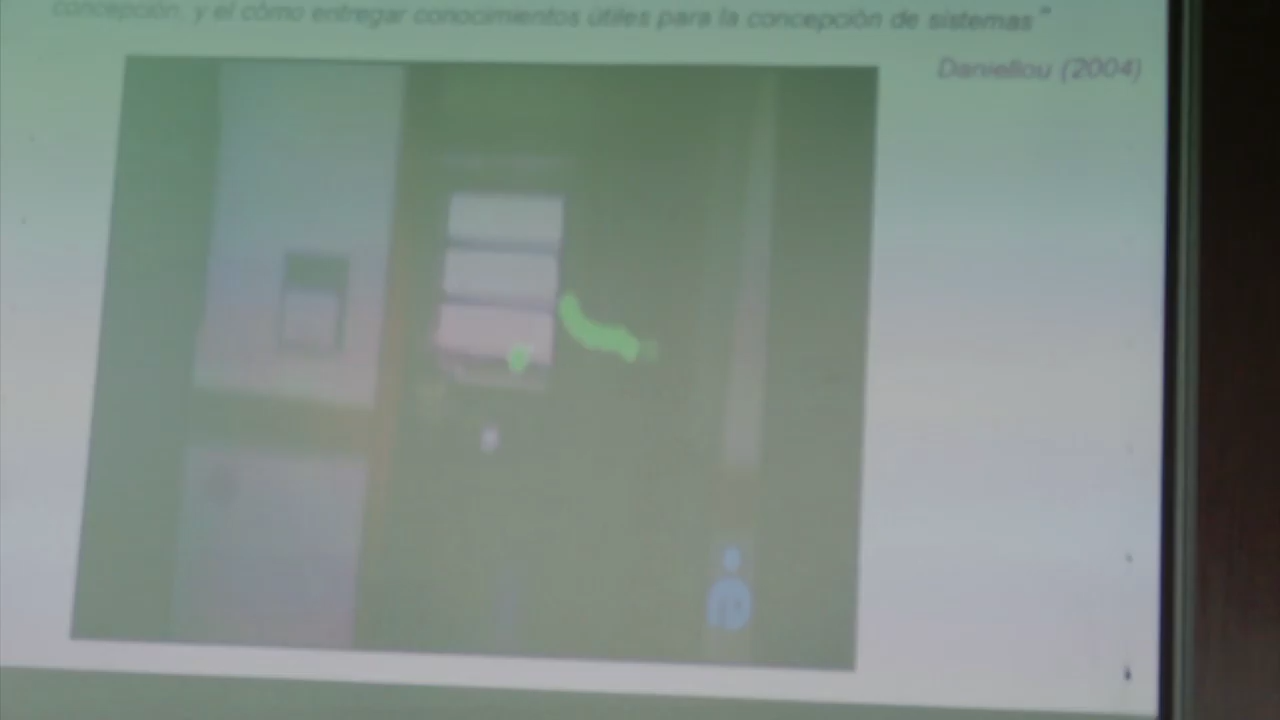 concepción, y el cómo entregar conocimientos útiles para la concepción de sistemas"
Daniellou (2004)